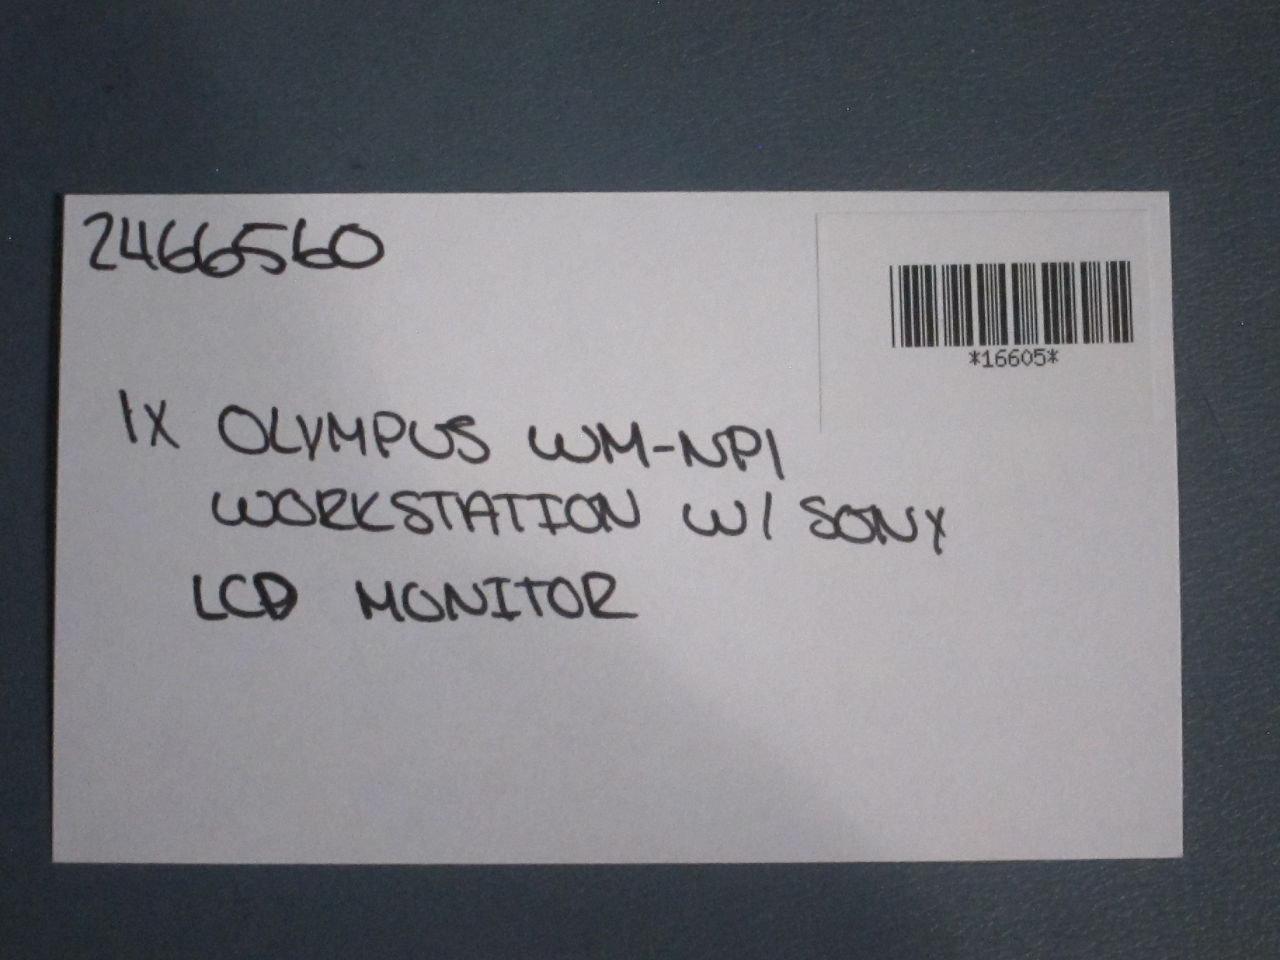 2466560
*16605*
1X OLYMPUS WM-NP1
WORKSTATION W/ SONY
LCD MONITOR